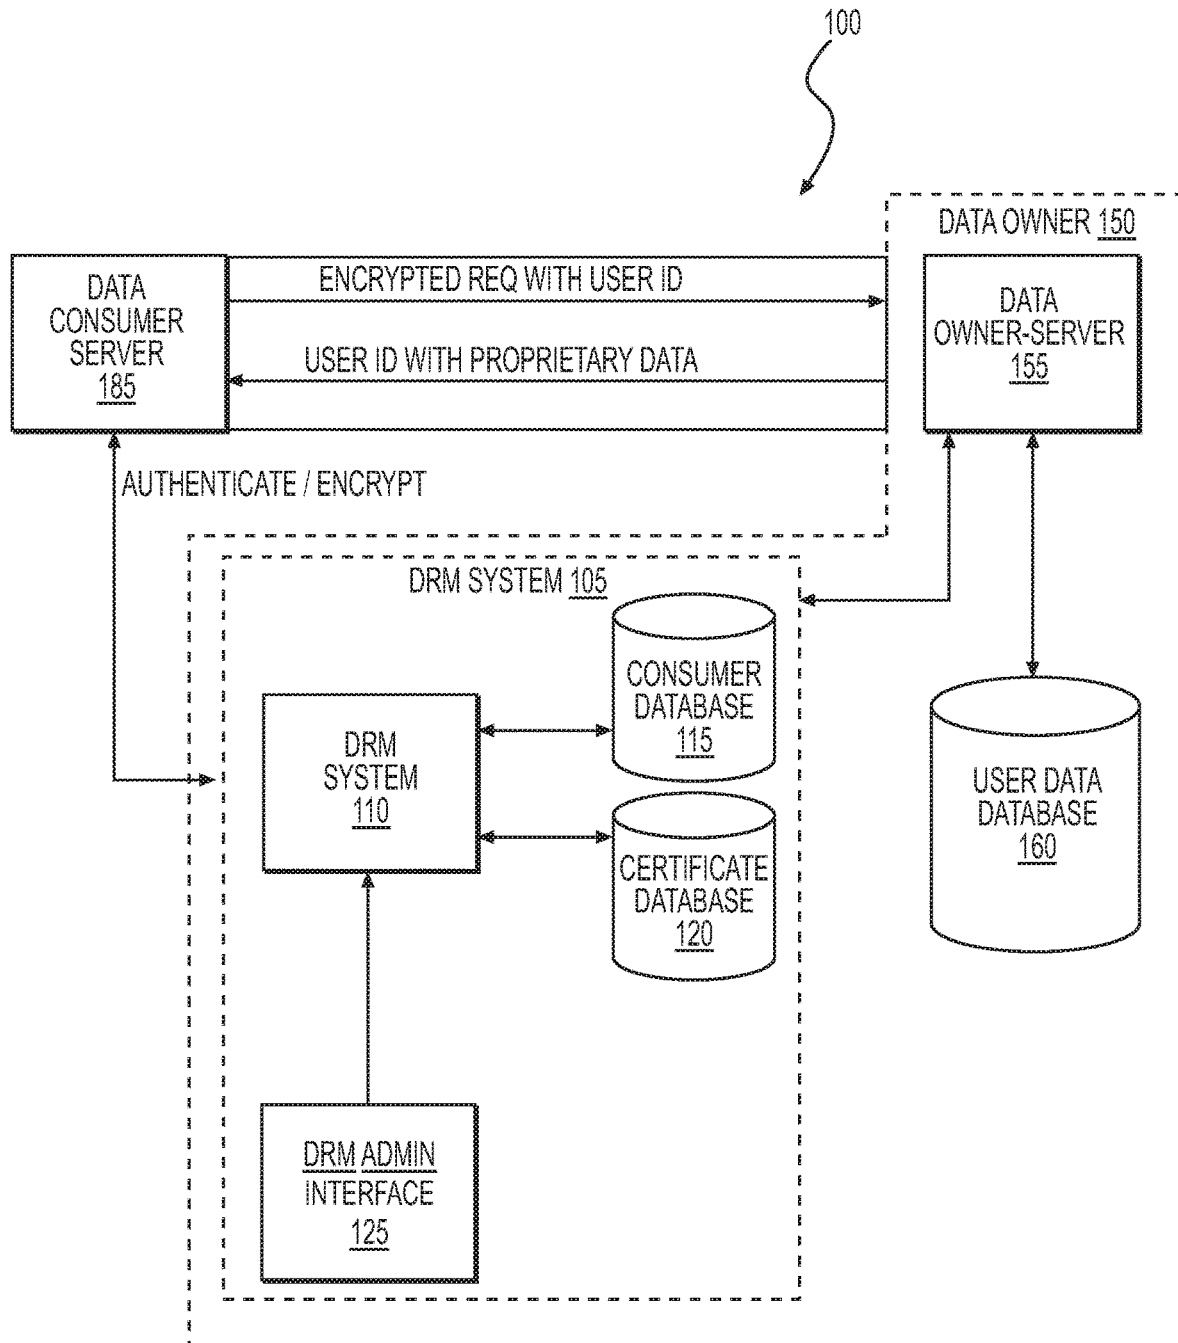 100
DATA OWNER 150
DATA
CONSUMER
SERVER
185
ENCRYPTED REQ WITH USER ID
USER ID WITH PROPRIETARY DATA
DATA
OWNER-SERVER
155
AUTHENTICATE / ENCRYPT
DRM SYSTEM 105
CONSUMER
DATABASE
115
DRM
SYSTEM
110
CERTIFICATE
DATABASE
120
USER DATA
DATABASE
160
DRM ADMIN
INTERFACE
125